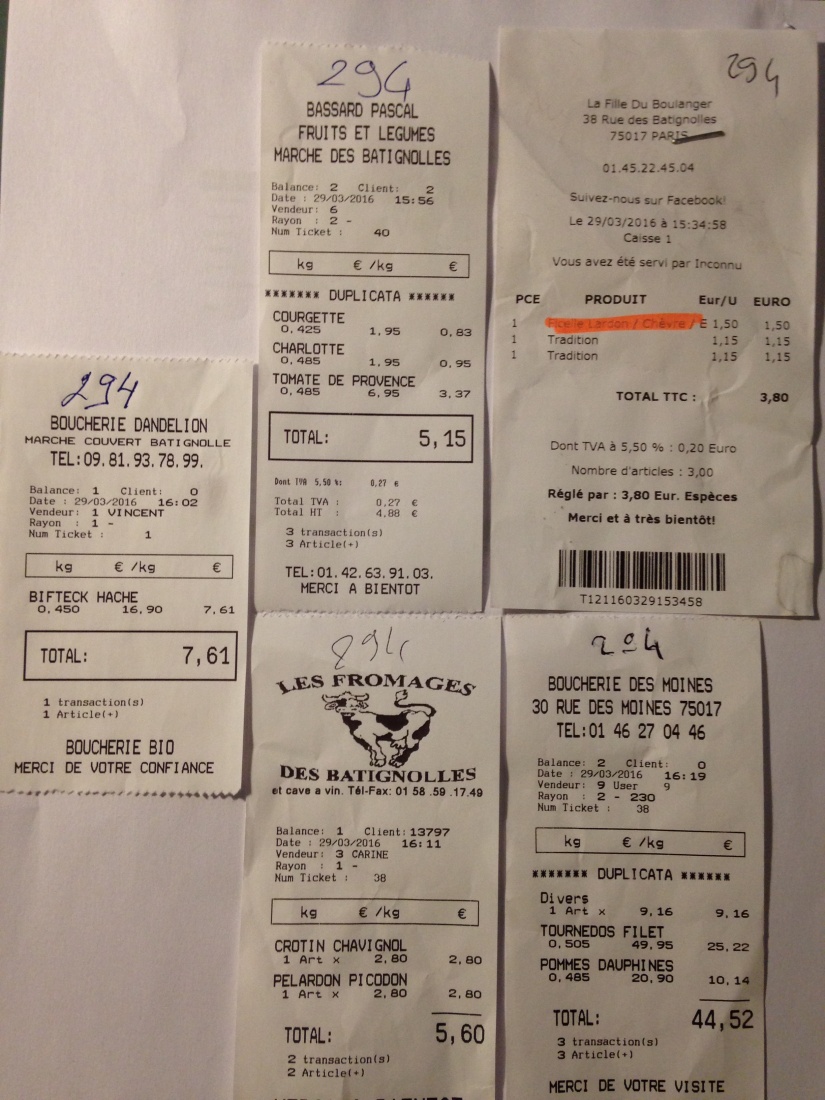 294
BASSARD PASCAL
FRUITS ET LEGUMES
MARCHE DES BATIGNOLLES
Balance: 2 Client: 2
Date : 29/03/2016 15:56
Vendeur: 6
Rayon : 2 -
Num Ticket : 40
kg € /kg €
******* DUPLICATA ******
COURGETTE
0,425 1,95 0,83
CHARLOTTE
0,485 1,95 0,95
TOMATE DE PROVENCE
0,485 6,95 3,37
TOTAL: 5,15
Dont TVA 5,50 %: 0,27 €
Total TVA : 0,27 €
Total HT : 4,88 €
3 transaction(s)
3 Article(+)
TEL:01.42.63.91.03.
MERCI A BIENTOT
294
La Fille Du Boulanger
38 Rue des Batignolles
75017 PARIS
01.45.22.45.04
Suivez-nous sur Facebook!
Le 29/03/2016 à 15:34:58
Caisse 1
Vous avez été servi par Inconnu
PCE PRODUIT Eur/U EURO
1 Ficelle Lardon / Chèvre / E 1,50 1,50
1 Tradition 1,15 1,15
1 Tradition 1,15 1,15
TOTAL TTC : 3,80
Dont TVA à 5,50 % : 0,20 Euro
Nombre d'articles : 3,00
Réglé par : 3,80 Eur. Espèces
Merci et à très bientôt!
T121160329153458
294
BOUCHERIE DANDELION
MARCHE COUVERT BATIGNOLLE
TEL:09.81.93.78.99.
Balance: 1 Client: 0
Date : 29/03/2016 16:02
Vendeur: 1 VINCENT
Rayon : 1 -
Num Ticket : 1
kg € /kg €
BIFTECK HACHE
0,450 16,90 7,61
TOTAL: 7,61
1 transaction(s)
1 Article(+)
BOUCHERIE BIO
MERCI DE VOTRE CONFIANCE
294
LES FROMAGES
DES BATIGNOLLES
et cave a vin. Tél-Fax: 01 58 .59 .17.49
Balance: 1 Client: 13797
Date : 29/03/2016 16:11
Vendeur: 3 CARINE
Rayon : 1 -
Num Ticket : 38
kg € /kg €
CROTIN CHAVIGNOL
1 Art x 2,80 2,80
PELARDON PICODON
1 Art x 2,80 2,80
TOTAL: 5,60
2 transaction(s)
2 Article(+)
294
BOUCHERIE DES MOINES
30 RUE DES MOINES 75017
TEL:01 46 27 04 46
Balance: 2 Client: 0
Date : 29/03/2016 16:19
Vendeur: 9 User 9
Rayon : 2 - 230
Num Ticket : 38
kg € /kg €
******* DUPLICATA ******
Divers
1 Art x 9,16 9,16
TOURNEDOS FILET
0,505 49,95 25,22
POMMES DAUPHINES
0,485 20,90 10,14
TOTAL: 44,52
3 transaction(s)
3 Article(+)
MERCI DE VOTRE VISITE